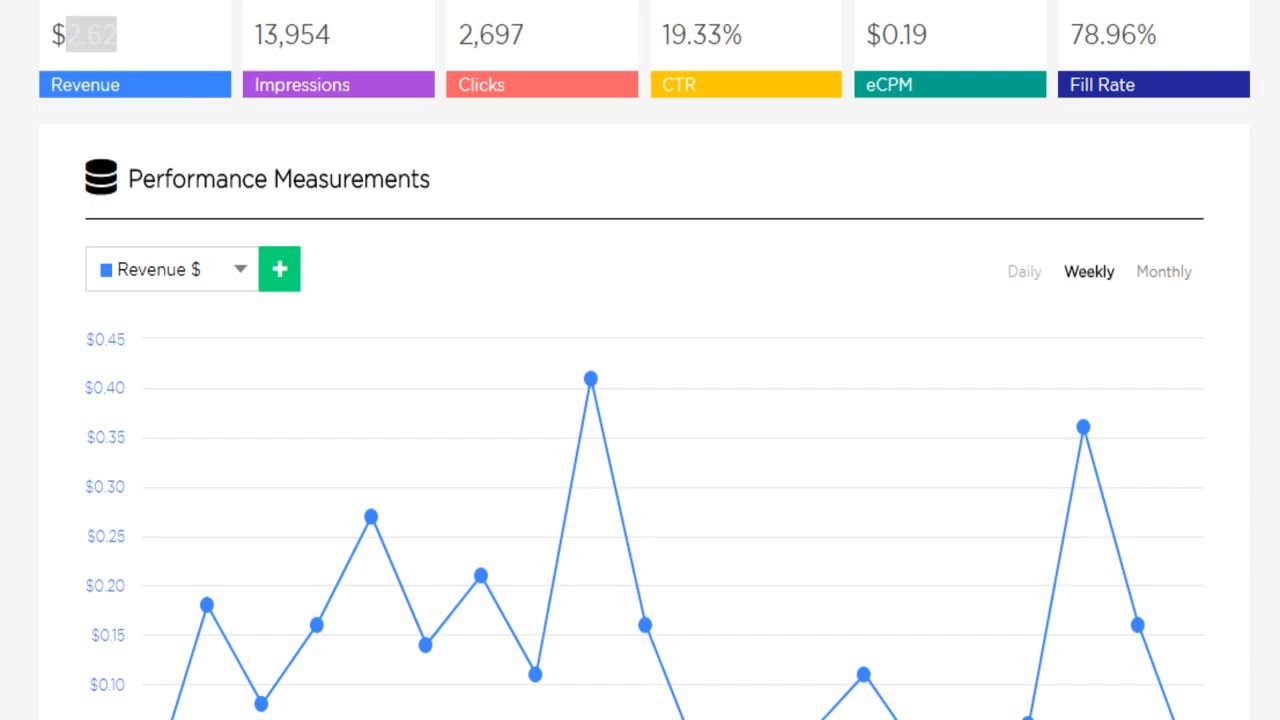 $2.62 13,954 2,697 19.33% $0.19 78.96%
Revenue Impressions Clicks CTR eCPM Fill Rate
Performance Measurements
Revenue $ + Daily Weekly Monthly
$0.45
$0.40
$0.35
$0.30
$0.25
$0.20
$0.15
$0.10